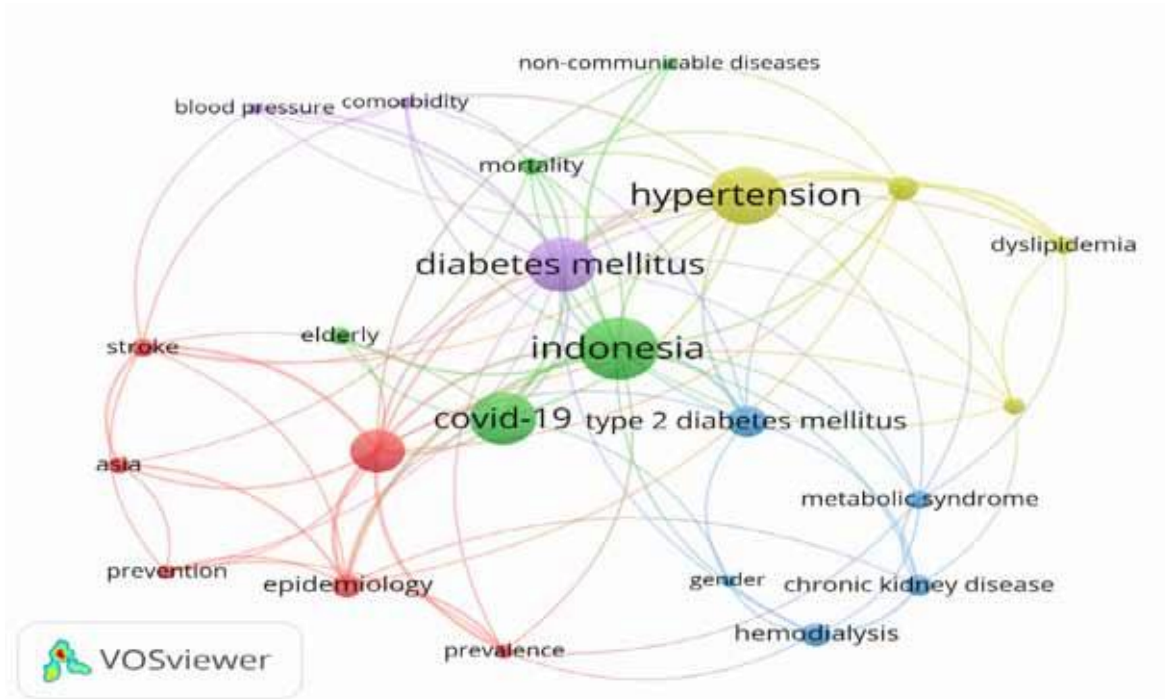 non-communicable diseases
blood pressure
comorbidity
mortality
hypertension
dyslipidemia
diabetes mellitus
stroke
elderly
indonesia
covid-19
type 2 diabetes mellitus
asia
metabolic syndrome
prevention
epidemiology
gender
chronic kidney disease
hemodialysis
prevalence
VOSviewer